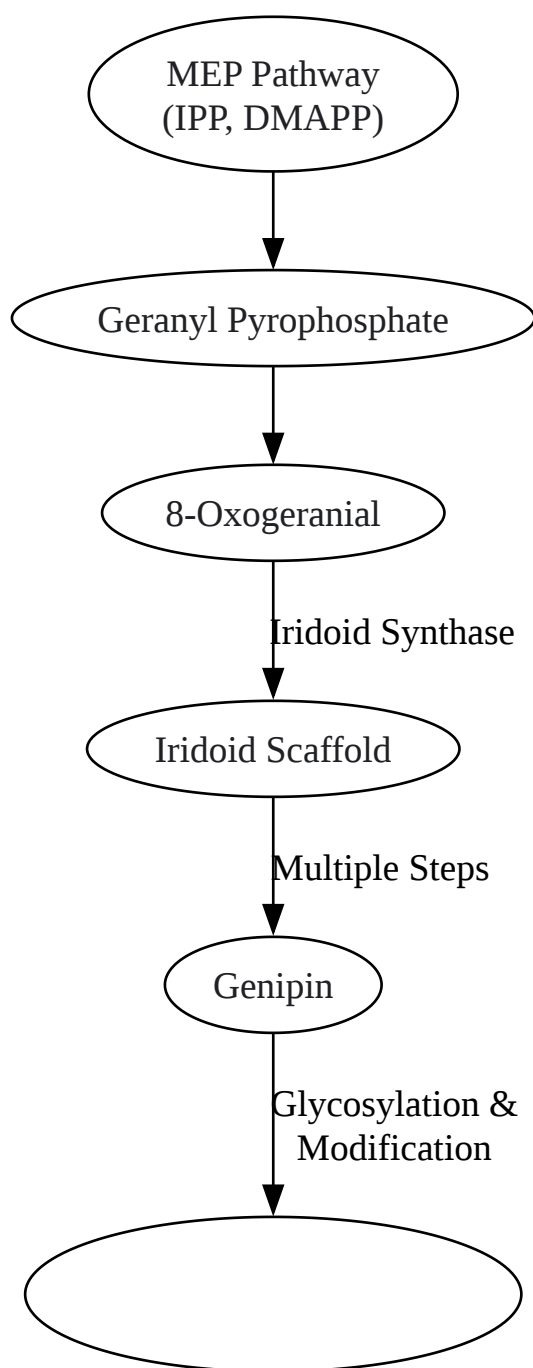 MEP Pathway
(IPP, DMAPP)
Geranyl Pyrophosphate
8-Oxogeranial
Iridoid Synthase
Iridoid Scaffold
Multiple Steps
Genipin
Glycosylation &
Modification